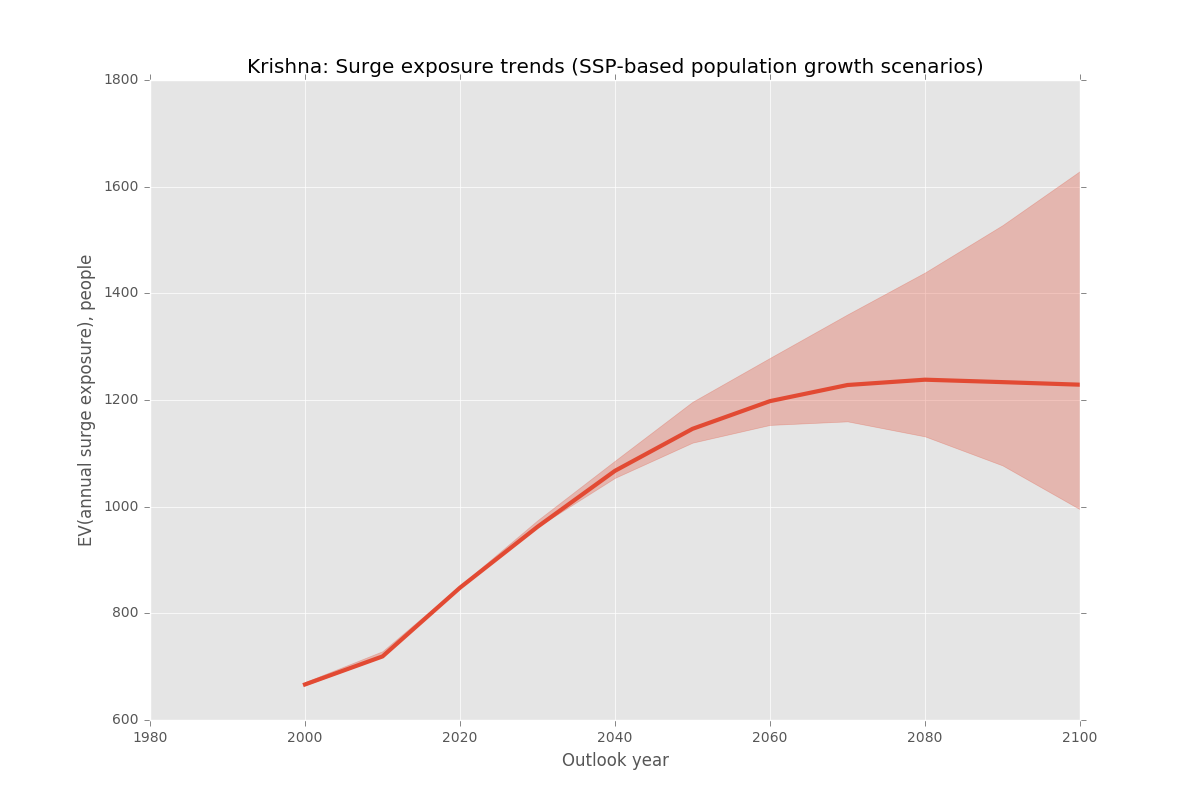 Krishna: Surge exposure trends (SSP-based population growth scenarios)
1800
1600
1400
1200
1000
800
600
EV(annual surge exposure), people
1980 2000 2020 2040 2060 2080 2100
Outlook year